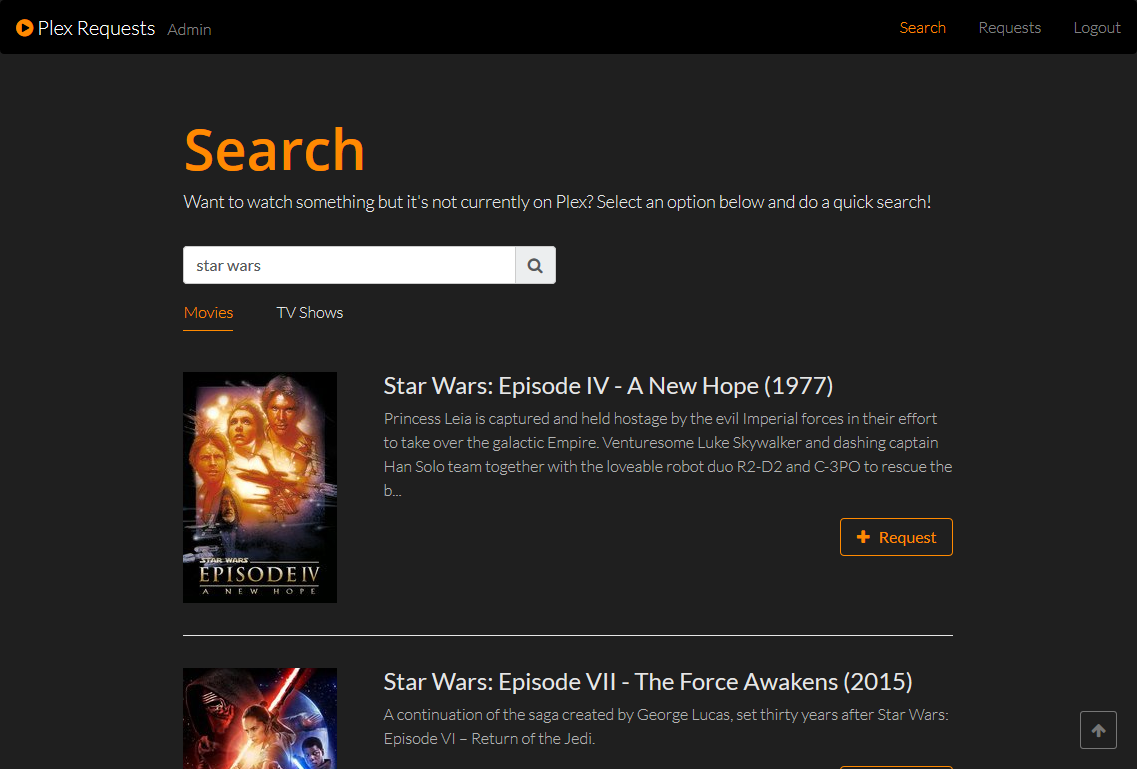 Plex Requests Admin Search Requests Logout
Search
Want to watch something but it's not currently on Plex? Select an option below and do a quick search!
star wars
Movies TV Shows
Star Wars: Episode IV - A New Hope (1977)
Princess Leia is captured and held hostage by the evil Imperial forces in their effort
to take over the galactic Empire. Venturesome Luke Skywalker and dashing captain
Han Solo team together with the loveable robot duo R2-D2 and C-3PO to rescue the
b...
Request
STAR WARS
EPISODE IV
A NEW HOPE
Star Wars: Episode VII - The Force Awakens (2015)
A continuation of the saga created by George Lucas, set thirty years after Star Wars:
Episode VI – Return of the Jedi.